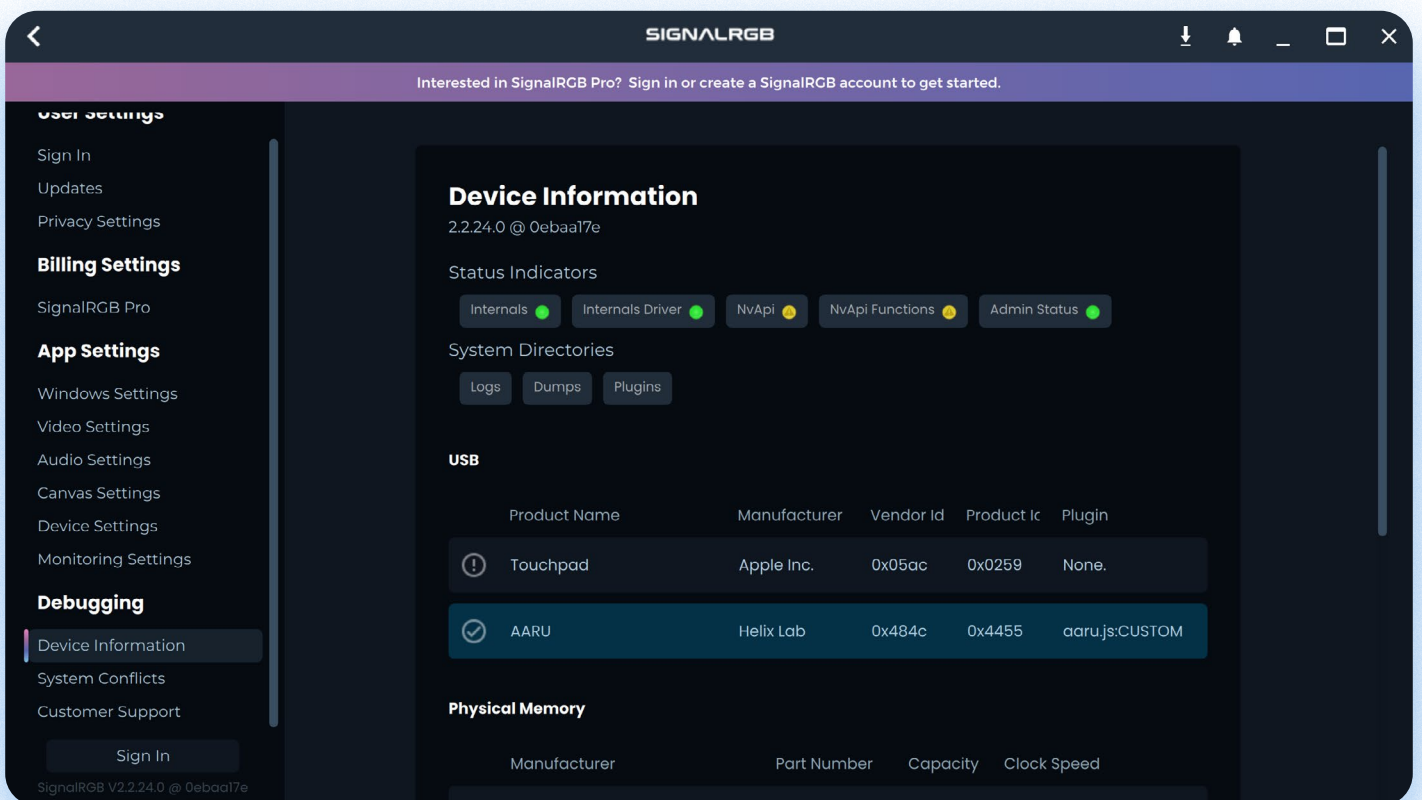 SIGNALRGB
Interested in SignalRGB Pro? Sign in or create a SignalRGB account to get started.
User Settings
Sign In
Updates
Privacy Settings
Billing Settings
SignalRGB Pro
App Settings
Windows Settings
Video Settings
Audio Settings
Canvas Settings
Device Settings
Monitoring Settings
Debugging
Device Information
System Conflicts
Customer Support
Sign In
SignalRGB V2.2.24.0 @ 0ebaa17e
Device Information
2.2.24.0 @ 0ebaa17e
Status Indicators
Internals Internals Driver NvApi NvApi Functions Admin Status
System Directories
Logs Dumps Plugins
USB
Product Name Manufacturer Vendor Id Product Ic Plugin
Touchpad Apple Inc. 0x05ac 0x0259 None.
AARU Helix Lab 0x484c 0x4455 aaru.js:CUSTOM
Physical Memory
Manufacturer Part Number Capacity Clock Speed